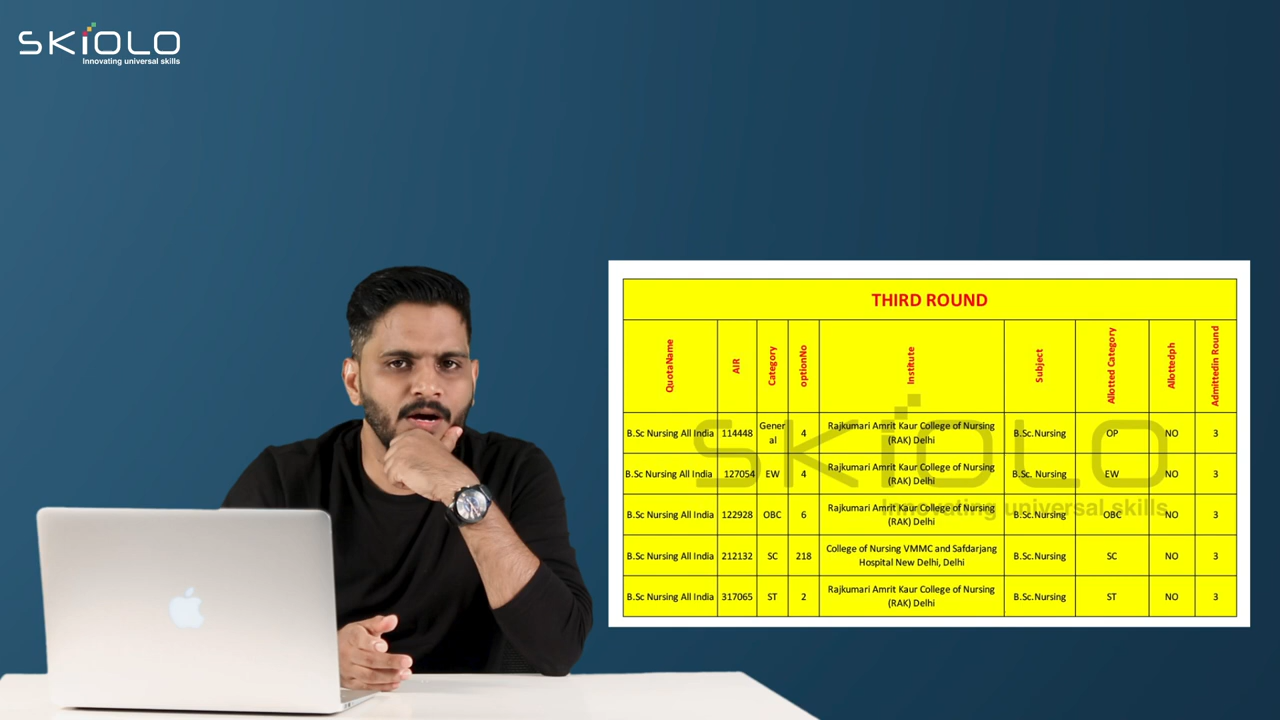 SKiOLO
Innovating universal skills
THIRD ROUND
QuotaName AIR Category optionNo Institute Subject Allotted Category Allottedph Admittedin Round
B.Sc Nursing All India 114448 Gener al 4 Rajkumari Amrit Kaur College of Nursing (RAK) Delhi B.Sc.Nursing OP NO 3
B.Sc Nursing All India 127054 EW 4 Rajkumari Amrit Kaur College of Nursing (RAK) Delhi B.Sc. Nursing EW NO 3
B.Sc Nursing All India 122928 OBC 6 Rajkumari Amrit Kaur College of Nursing (RAK) Delhi B.Sc.Nursing OBC NO 3
B.Sc Nursing All India 212132 SC 218 College of Nursing VMMC and Safdarjang Hospital New Delhi, Delhi B.Sc.Nursing SC NO 3
B.Sc Nursing All India 317065 ST 2 Rajkumari Amrit Kaur College of Nursing (RAK) Delhi B.Sc.Nursing ST NO 3
SKiOLO
Innovating universal skills